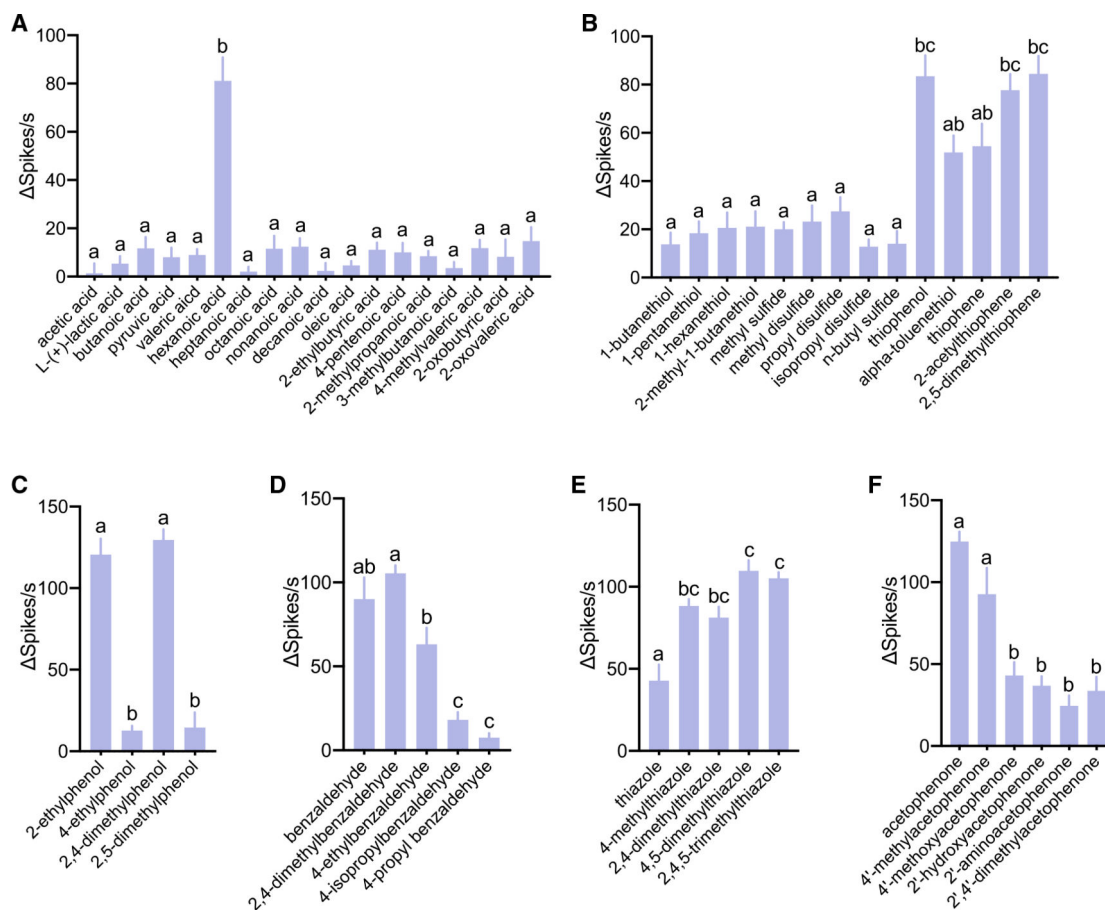 A
ΔSpikes/s
100
80
60
40
20
0
a a a a a b a a a a a a a a a a a a
acetic acid
L-(+)-lactic acid
butanoic acid
pyruvic acid
valeric aicd
hexanoic acid
heptanoic acid
octanoic acid
nonanoic acid
decanoic acid
oleic acid
2-ethylbutyric acid
4-pentenoic acid
2-methylpropanoic acid
3-methylbutanoic acid
4-methylvaleric acid
2-oxobutyric acid
2-oxovaleric acid
B
ΔSpikes/s
100
80
60
40
20
0
a a a a a a a a a bc ab ab bc bc
1-butanethiol
1-pentanethiol
1-hexanethiol
2-methyl-1-butanethiol
methyl sulfide
methyl disulfide
propyl disulfide
isopropyl disulfide
n-butyl sulfide
thiophenol
alpha-toluenethiol
thiophene
2-acetylthiophene
2,5-dimethylthiophene
C
ΔSpikes/s
150
100
50
0
a b a b
2-ethylphenol
4-ethylphenol
2,4-dimethylphenol
2,5-dimethylphenol
D
ΔSpikes/s
150
100
50
0
ab a b c c
benzaldehyde
2,4-dimethylbenzaldehyde
4-ethylbenzaldehyde
4-isopropylbenzaldehyde
4-propyl benzaldehyde
E
ΔSpikes/s
150
100
50
0
a bc bc c c
thiazole
4-methylthiazole
2,4-dimethylthiazole
4,5-dimethylthiazole
2,4,5-trimethylthiazole
F
ΔSpikes/s
150
100
50
0
a a b b b b
acetophenone
4'-methylacetophenone
4'-methoxyacetophenone
2'-hydroxyacetophenone
2'-aminoacetophenone
2',4'-dimethylacetophenone